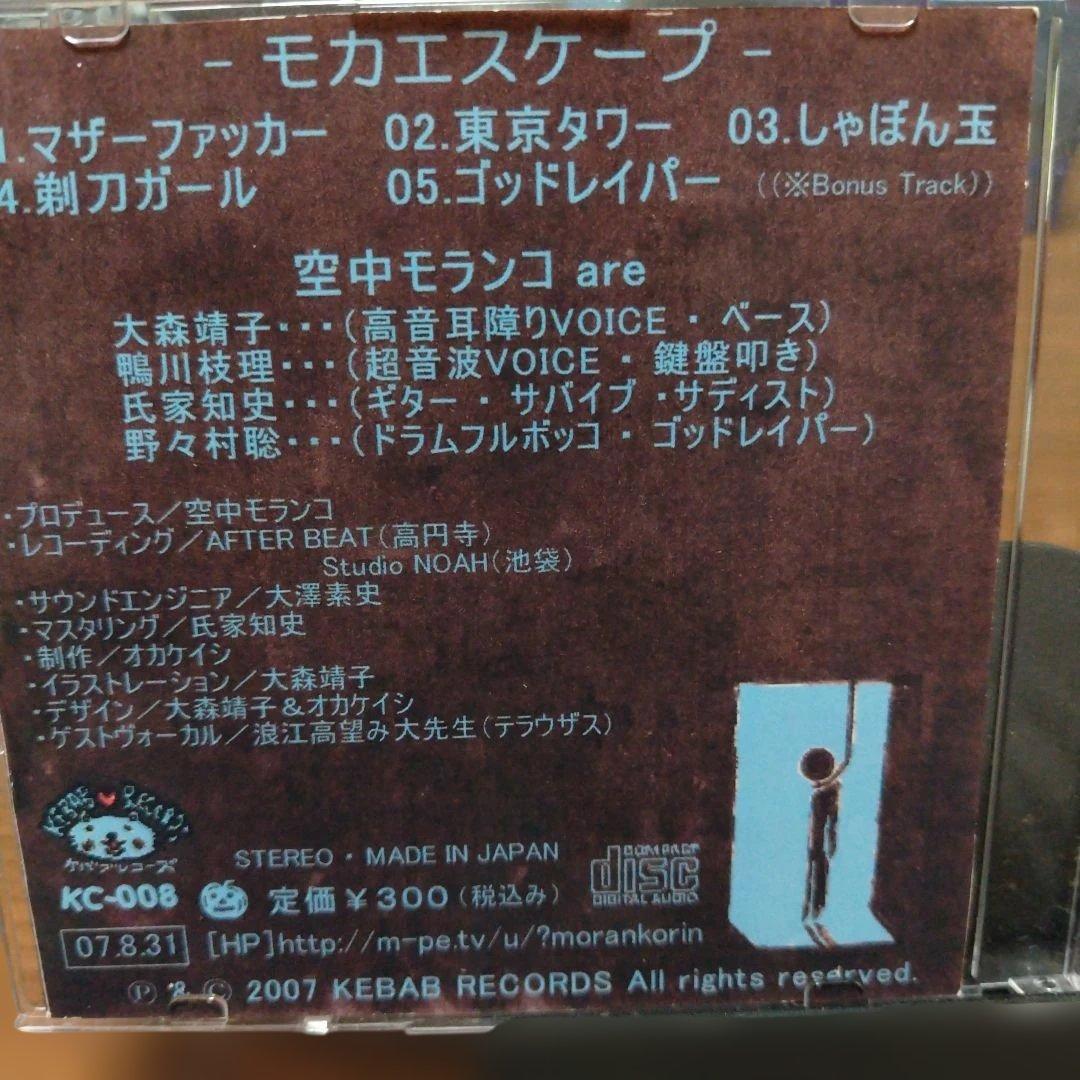 - モカエスケープ -
1.マザーファッカー 02.東京タワー 03.しゃぼん玉
4.剃刀ガール 05.ゴッドレイパー ((※Bonus Track))
空中モランコ are
大森靖子・・・(高音耳障りVOICE・ベース)
鴨川枝理・・・(超音波VOICE・鍵盤叩き)
氏家知史・・・(ギター・サバイブ・サディスト)
野々村聡・・・(ドラムフルボッコ・ゴッドレイパー)
・プロデュース/空中モランコ
・レコーディング/AFTER BEAT(高円寺)
Studio NOAH(池袋)
・サウンドエンジニア/大澤素史
・マスタリング/氏家知史
・制作/オカケイシ
・イラストレーション/大森靖子
・デザイン/大森靖子&オカケイシ
・ゲストヴォーカル/浪江高望み大先生(テラウザス)
ケバブレコーズ
STEREO・MADE IN JAPAN
COMPACT
disc
DIGITAL AUDIO
KC-008 定価¥300(税込み)
07.8.31 [HP]http://m-pe.tv/u/?morankorin
Ⓟ & © 2007 KEBAB RECORDS All rights reserved.